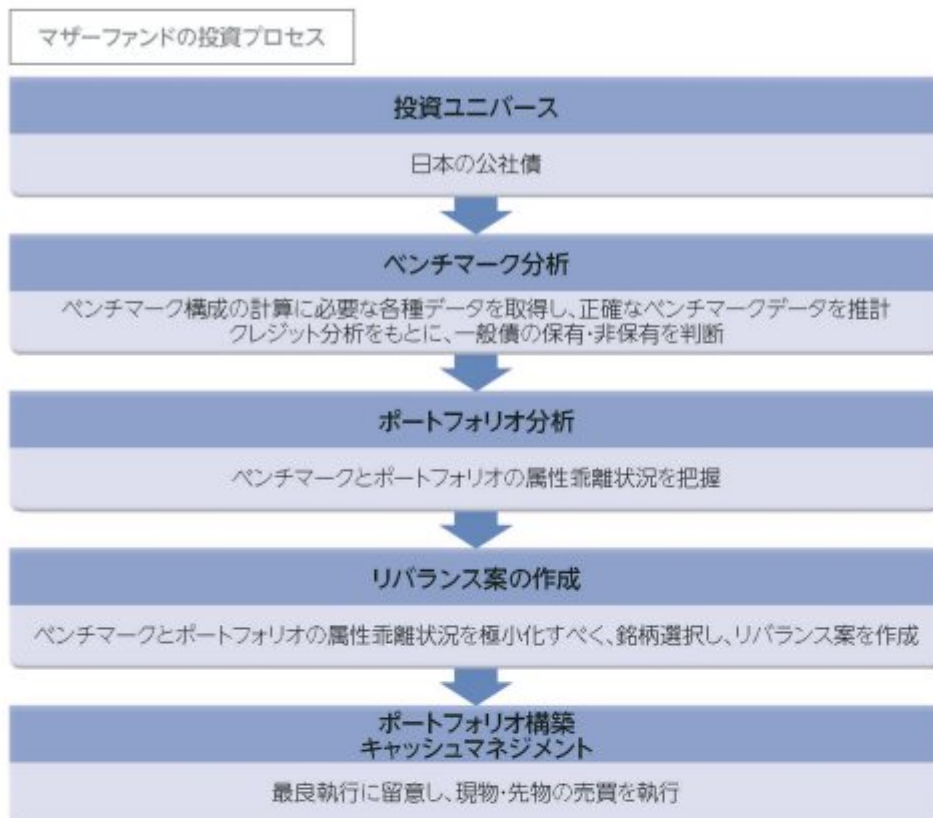 マザーファンドの投資プロセス
投資ユニバース
日本の公社債
ベンチマーク分析
ベンチマーク構成の計算に必要な各種データを取得し、正確なベンチマークデータを推計
クレジット分析をもとに、一般債の保有・非保有を判断
ポートフォリオ分析
ベンチマークとポートフォリオの属性乖離状況を把握
リバランス案の作成
ベンチマークとポートフォリオの属性乖離状況を極小化すべく、銘柄選択し、リバランス案を作成
ポートフォリオ構築
キャッシュマネジメント
最良執行に留意し、現物・先物の売買を執行